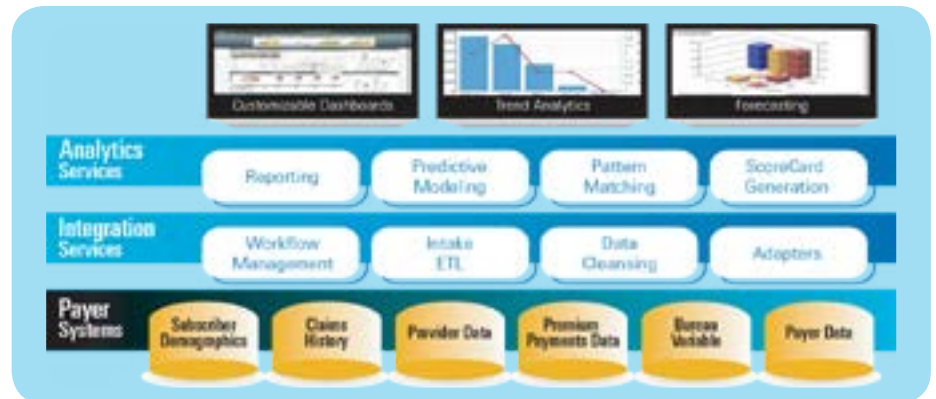 Customizable Dashboards
Trend Analytics
Forecasting
Analytics
Services
Reporting
Predictive
Modeling
Pattern
Matching
ScoreCard
Generation
Integration
Services
Workflow
Management
Intake
ETL
Data
Cleansing
Adapters
Payer
Systems
Subscriber
Demographics
Claims
History
Provider Data
Premium
Payments Data
Bureau
Variable
Payer Data